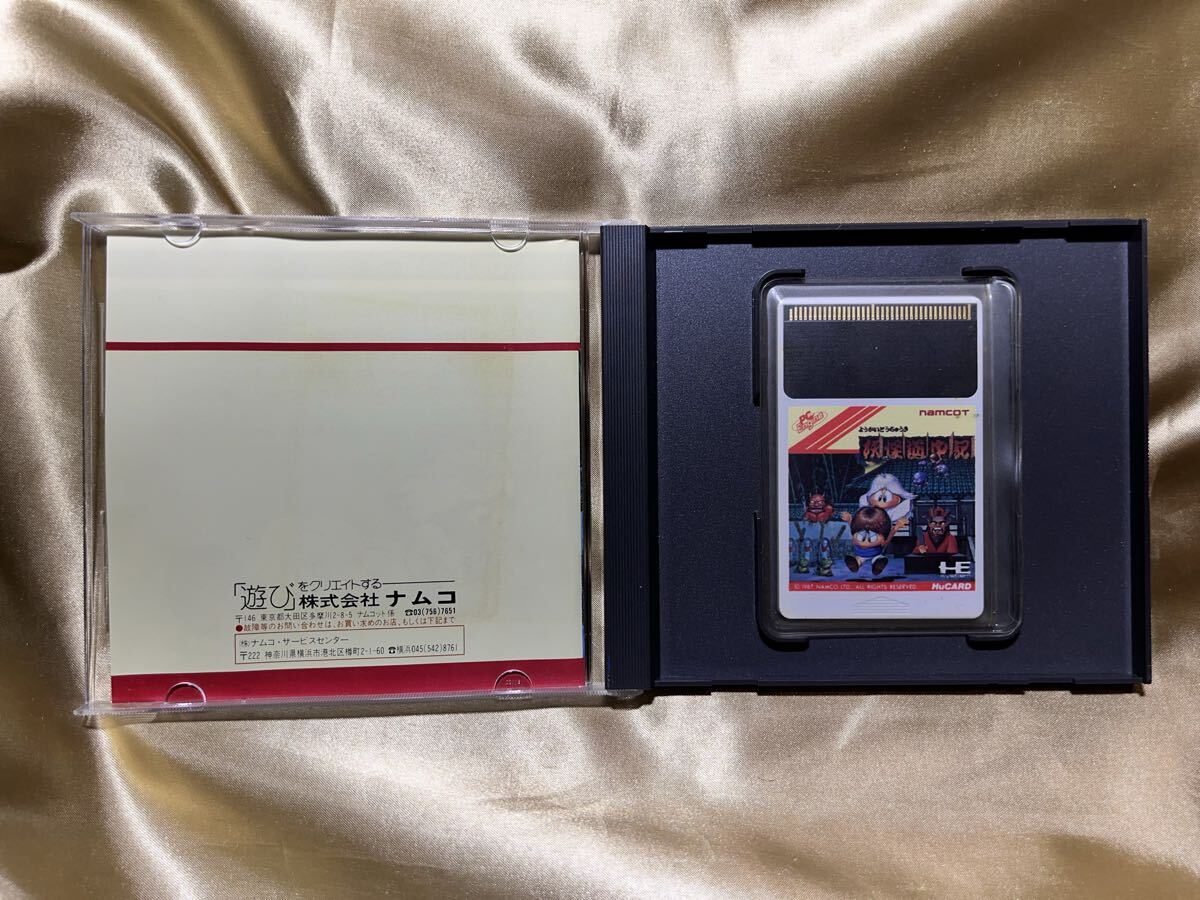 「遊び」をクリエイトする
株式会社 ナムコ
〒146 東京都大田区多摩川2-8-5 ナムコット係 ☎03(756)7651
●故障等のお問い合わせは、お買い求めのお店、もしくは下記まで
㈱ナムコ・サービスセンター
〒222 神奈川県横浜市港北区樽町2-1-60 ☎横浜045(542)8761
PC Engine
namcoT
ようかいどうちゅうき
妖怪道中記
HE
© 1987 NAMCO LTD. ALL RIGHTS RESERVED.
HuCARD